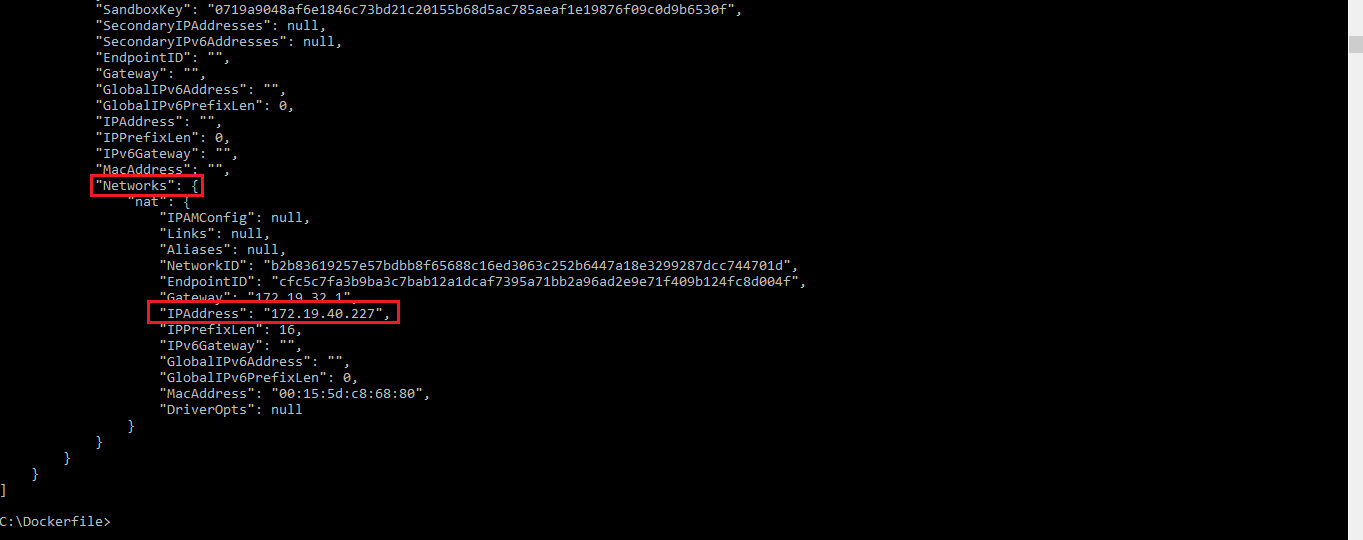 "SandboxKey": "0719a9048af6e1846c73bd21c20155b68d5ac785aeaf1e19876f09c0d9b6530f",
"SecondaryIPAddresses": null,
"SecondaryIPv6Addresses": null,
"EndpointID": "",
"Gateway": "",
"GlobalIPv6Address": "",
"GlobalIPv6PrefixLen": 0,
"IPAddress": "",
"IPPrefixLen": 0,
"IPv6Gateway": "",
"MacAddress": "",
"Networks": {
"nat": {
"IPAMConfig": null,
"Links": null,
"Aliases": null,
"NetworkID": "b2b83619257e57bdbb8f65688c16ed3063c252b6447a18e3299287dcc744701d",
"EndpointID": "cfc5c7fa3b9ba3c7bab12a1dcaf7395a71bb2a96ad2e9e71f409b124fc8d004f",
"Gateway": "172.19.32.1",
"IPAddress": "172.19.40.227",
"IPPrefixLen": 16,
"IPv6Gateway": "",
"GlobalIPv6Address": "",
"GlobalIPv6PrefixLen": 0,
"MacAddress": "00:15:5d:c8:68:80",
"DriverOpts": null
}
}
}
}
]
C:\Dockerfile>